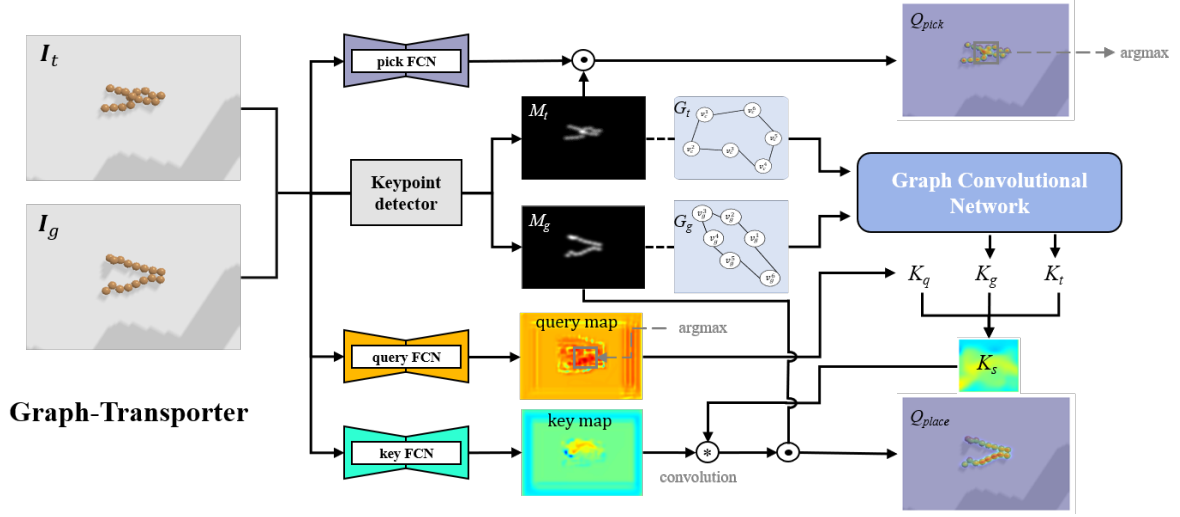 I_t
pick FCN
Q_pick
argmax
M_t
G_t
Keypoint
detector
Graph Convolutional
Network
I_g
M_g
G_g
K_q
K_g
K_t
query map
argmax
query FCN
K_s
Graph-Transporter
key map
Q_place
key FCN
*
convolution